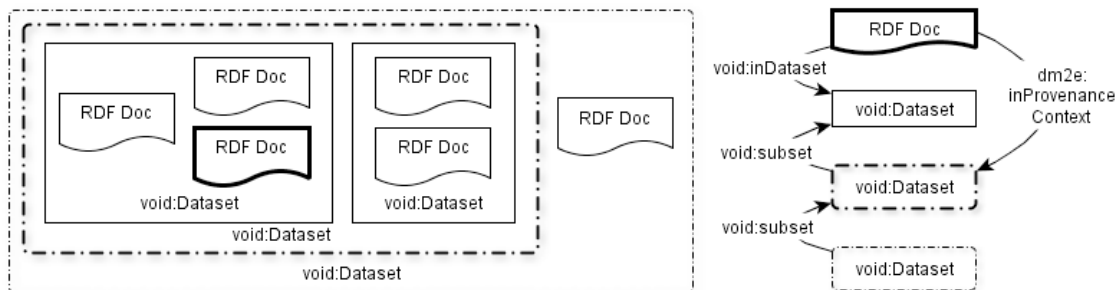 RDF Doc
RDF Doc
RDF Doc
void:Dataset
RDF Doc
RDF Doc
void:Dataset
void:Dataset
RDF Doc
void:Dataset
RDF Doc
void:inDataset
dm2e:
inProvenance
Context
void:Dataset
void:subset
void:Dataset
void:subset
void:Dataset